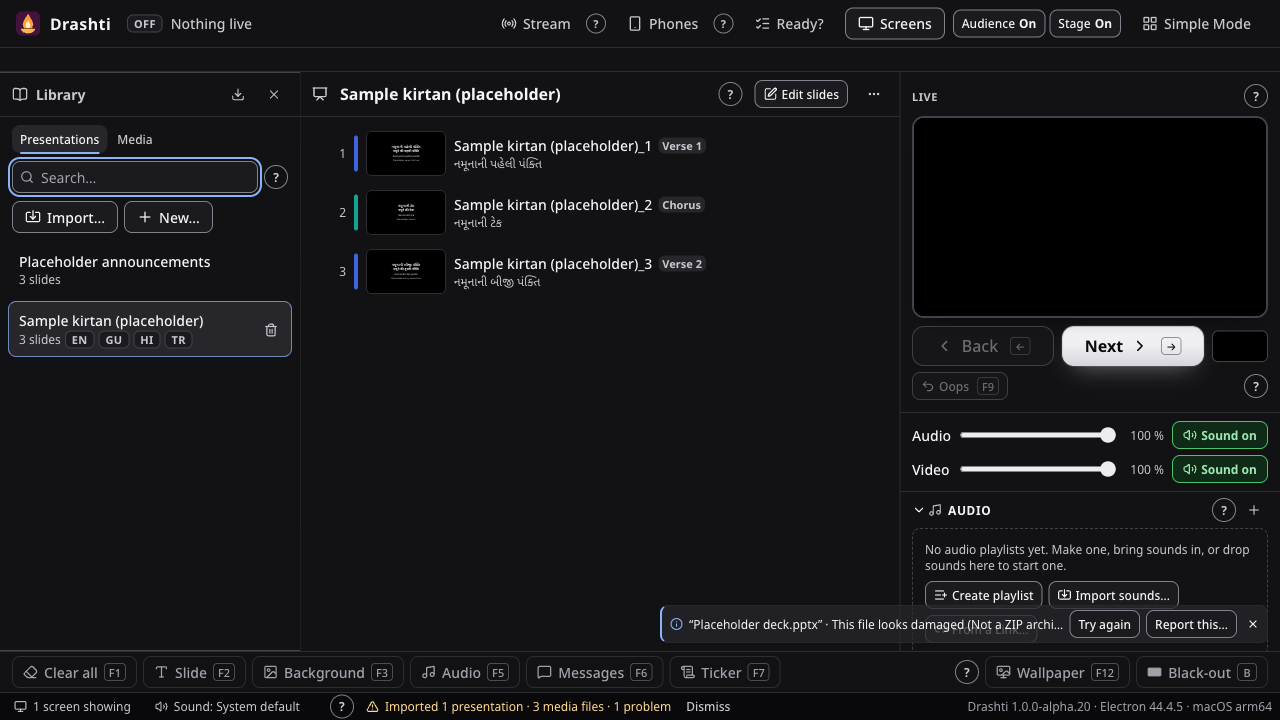 Drashti OFF Nothing live Stream ? Phones ? Ready? Screens Audience On Stage On Simple Mode
Library
Presentations Media
Search...
?
Import... New...
Placeholder announcements
3 slides
Sample kirtan (placeholder)
3 slides EN GU HI TR
Sample kirtan (placeholder) ? Edit slides ...
1 Sample kirtan (placeholder)_1 Verse 1
નમૂનાની પહેલી પંક્તિ
2 Sample kirtan (placeholder)_2 Chorus
નમૂનાની ટેક
3 Sample kirtan (placeholder)_3 Verse 2
નમૂનાની બીજી પંક્તિ
LIVE ?
Back ← Next →
Oops F9 ?
Audio 100 % Sound on
Video 100 % Sound on
AUDIO ? +
No audio playlists yet. Make one, bring sounds in, or drop
sounds here to start one.
Create playlist Import sounds...
“Placeholder deck.pptx” · This file looks damaged (Not a ZIP archi... Try again Report this...
Clear all F1 Slide F2 Background F3 Audio F5 Messages F6 Ticker F7 ? Wallpaper F12 Black-out B
1 screen showing Sound: System default ? Imported 1 presentation · 3 media files · 1 problem Dismiss Drashti 1.0.0-alpha.20 · Electron 44.4.5 · macOS arm64